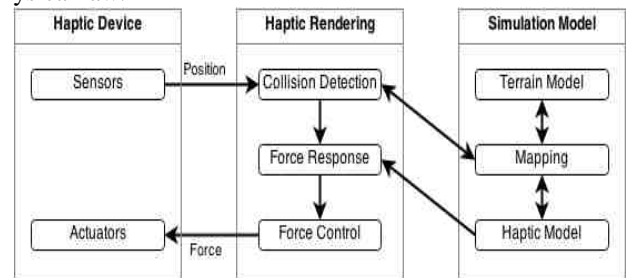 Haptic Device Haptic Rendering Simulation Model
Position
Sensors Collision Detection Terrain Model
Force Response Mapping
Actuators Force Control Haptic Model
Force